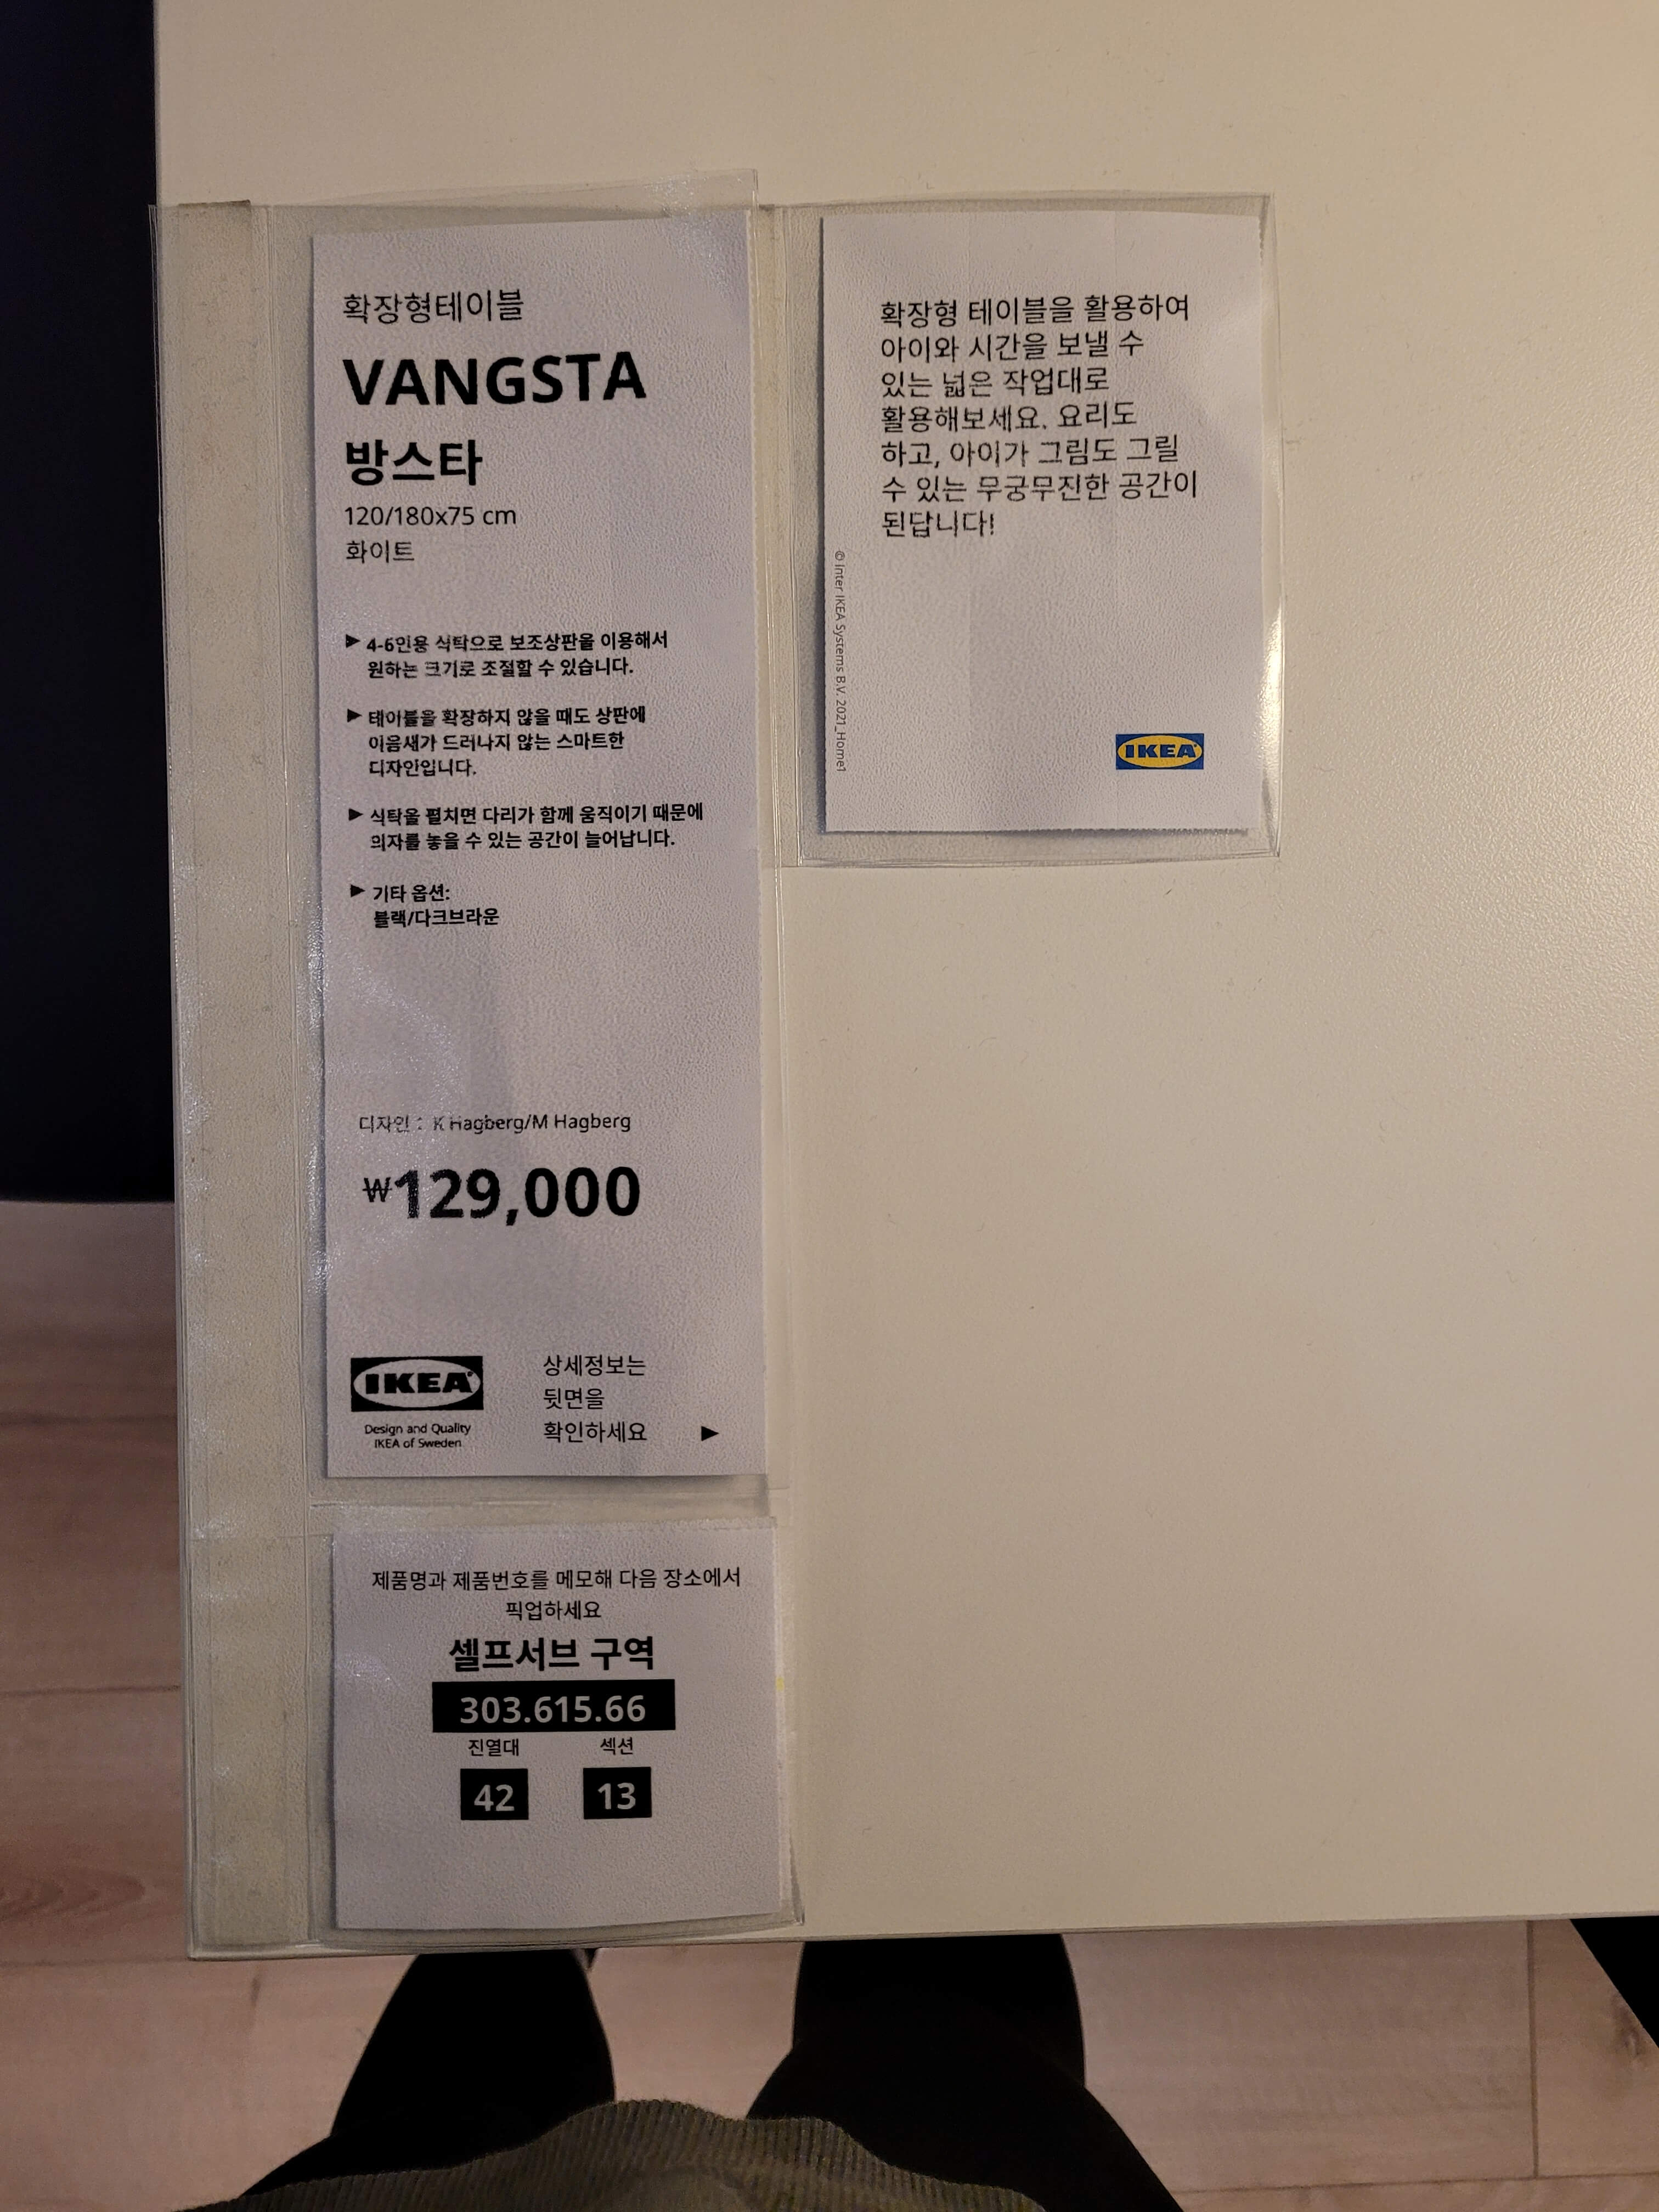 확장형테이블
VANGSTA
방스타
120/180x75 cm
화이트
▶ 4-6인용 식탁으로 보조상판을 이용해서
원하는 크기로 조절할 수 있습니다.
▶ 테이블을 확장하지 않을 때도 상판에
이음새가 드러나지 않는 스마트한
디자인입니다.
▶ 식탁을 펼치면 다리가 함께 움직이기 때문에
의자를 놓을 수 있는 공간이 늘어납니다.
▶ 기타 옵션:
블랙/다크브라운
디자인 : K Hagberg/M Hagberg
₩129,000
IKEA
Design and Quality
IKEA of Sweden
상세정보는
뒷면을
확인하세요 ▶
제품명과 제품번호를 메모해 다음 장소에서
픽업하세요
셀프서브 구역
303.615.66
진열대 섹션
42 13
확장형 테이블을 활용하여
아이와 시간을 보낼 수
있는 넓은 작업대로
활용해보세요. 요리도
하고, 아이가 그림도 그릴
수 있는 무궁무진한 공간이
된답니다!
© Inter IKEA Systems B.V. 2021_Home1
IKEA